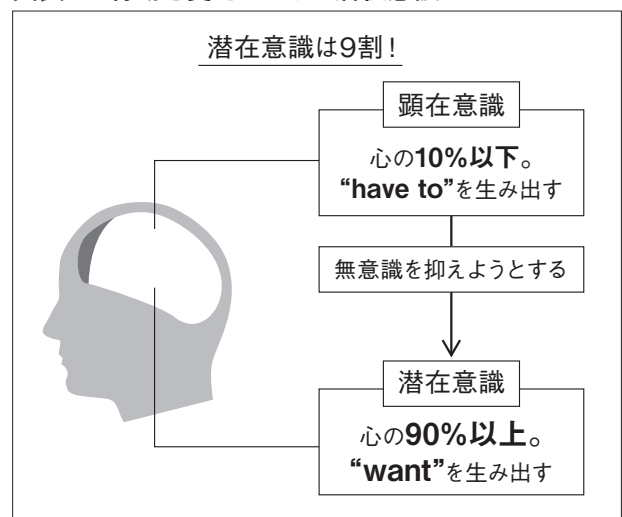 潜在意識は9割！
顕在意識
心の10%以下。
“have to”を生み出す
無意識を抑えようとする
潜在意識
心の90%以上。
“want”を生み出す